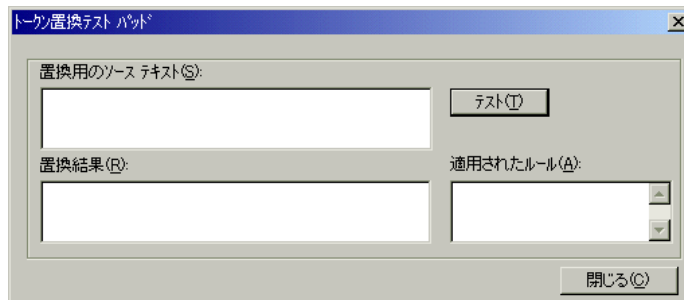 ﾄｰｸﾝ置換ﾃｽﾄ ﾊﾟｯﾄﾞ
置換用のｿｰｽ ﾃｷｽﾄ(S):
ﾃｽﾄ(T)
置換結果(R):
適用されたﾙｰﾙ(A):
閉じる(C)